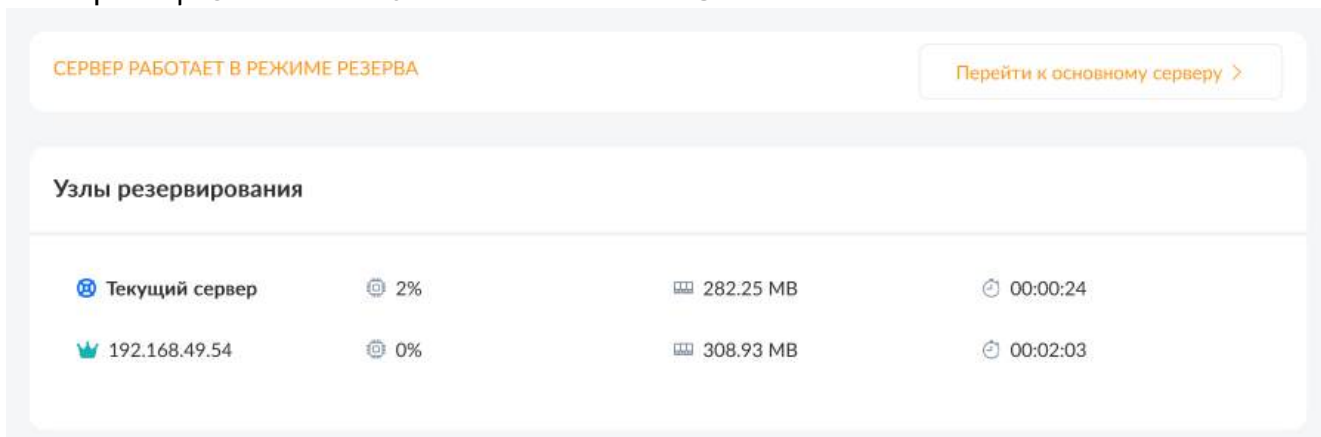 СЕРВЕР РАБОТАЕТ В РЕЖИМЕ РЕЗЕРВА
Перейти к основному серверу >
Узлы резервирования
Текущий сервер 2% 282.25 MB 00:00:24
192.168.49.54 0% 308.93 MB 00:02:03